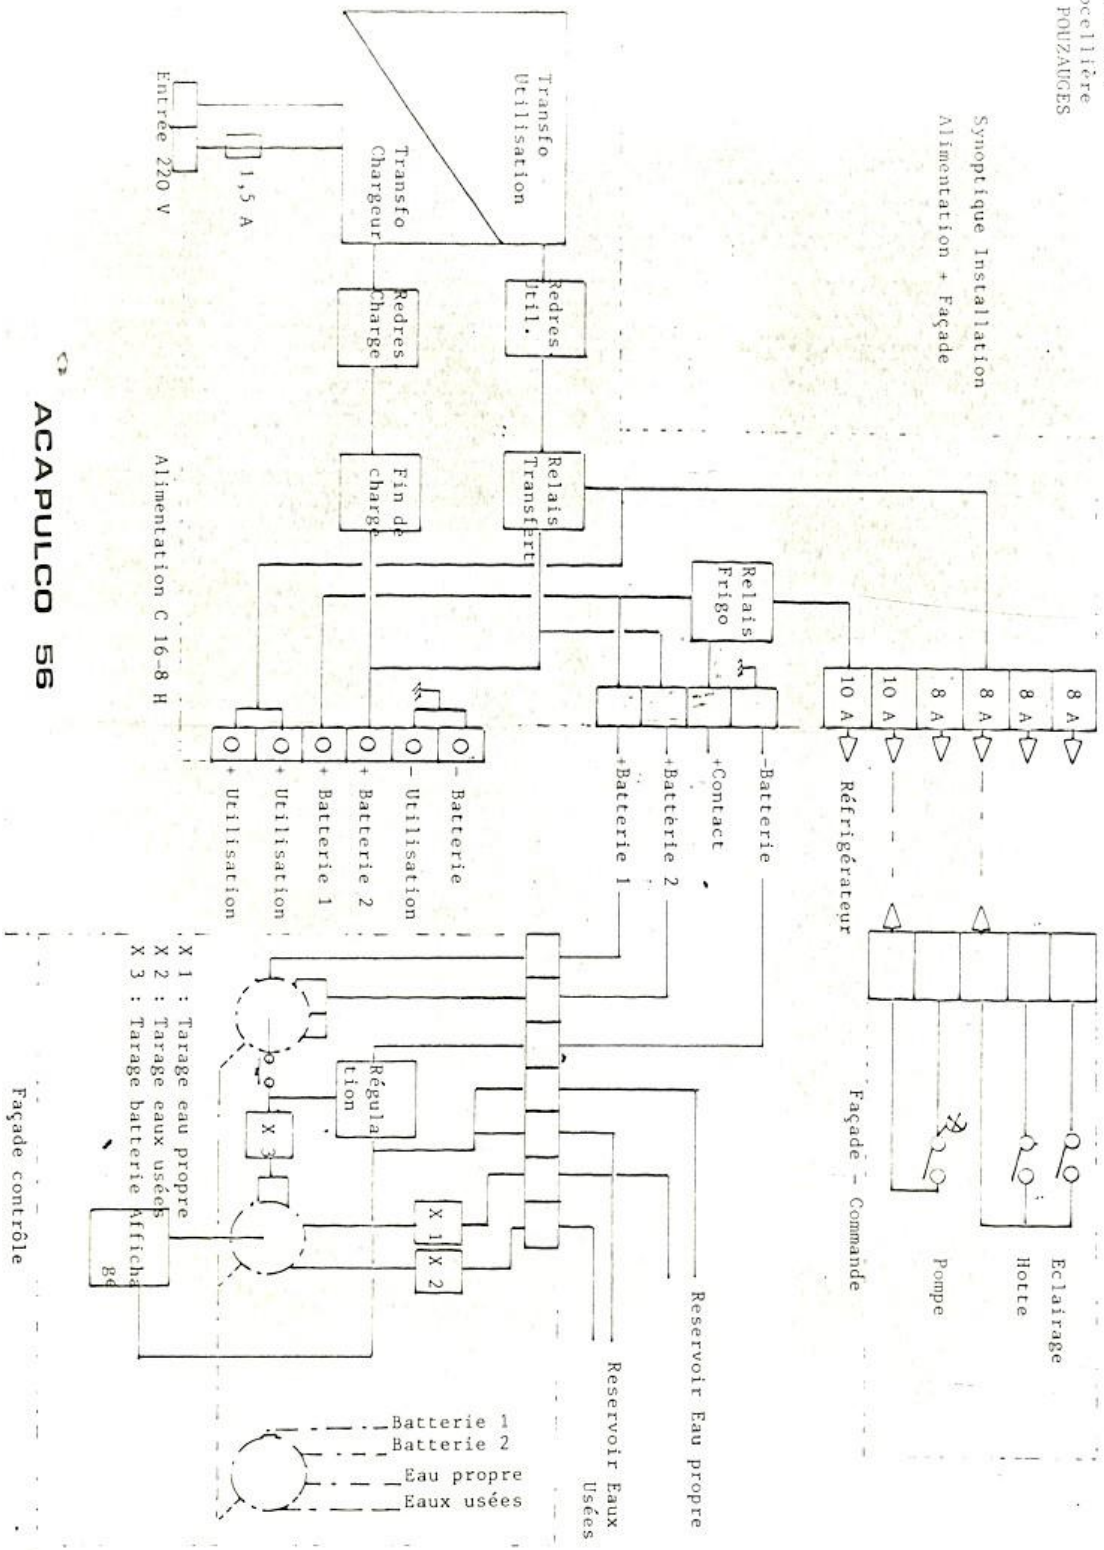 POUZAUGES
Synoptique Installation
Alimentation + Façade
Transfo
Utilisation
Transfo
Chargeur
1,5 A
Entrée 220 V
Redres.
Util.
Redres.
Charge
Relais
Transfert
Fin de
charge
Relais
Frigo
Alimentation C 16-8 H
8 A
8 A
8 A
8 A
10 A
10 A
Réfrigérateur
-Batterie
+Contact
+Battèrie 2
+Batterie 1
- Batterie
- Utilisation
+ Batterie 2
+ Batterie 1
+ Utilisation
+ Utilisation
Eclairage
Hotte
Pompe
Façade - Commande
Reservoir Eau propre
Reservoir Eaux
Usées
Régula
tion
X 3
X 1
X 2
Afficha
ge
X 1 : Tarage eau propre
X 2 : Tarage eaux usées
X 3 : Tarage batterie
Batterie 1
Batterie 2
Eau propre
Eaux usées
Façade contrôle
ACAPULCO 56